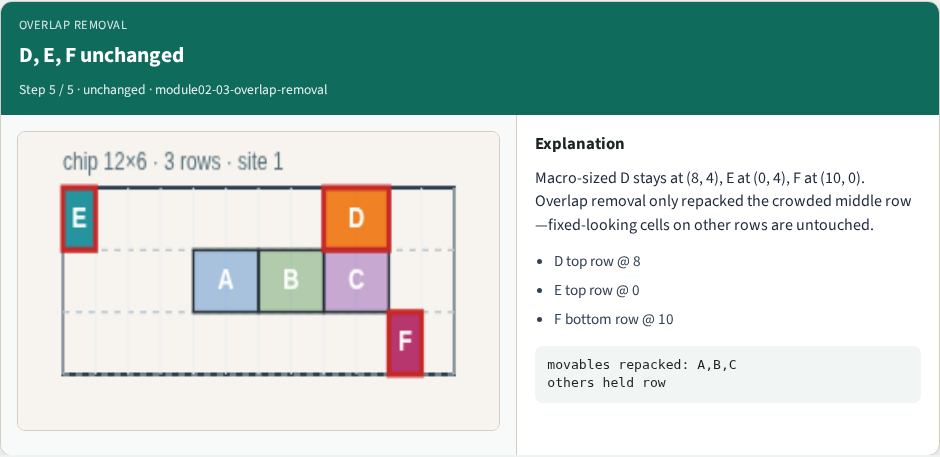 OVERLAP REMOVAL
D, E, F unchanged
Step 5 / 5 · unchanged · module02-03-overlap-removal
chip 12×6 · 3 rows · site 1
E
D
A
B
C
F
Explanation
Macro-sized D stays at (8, 4), E at (0, 4), F at (10, 0).
Overlap removal only repacked the crowded middle row
—fixed-looking cells on other rows are untouched.
• D top row @ 8
• E top row @ 0
• F bottom row @ 10
movables repacked: A,B,C
others held row